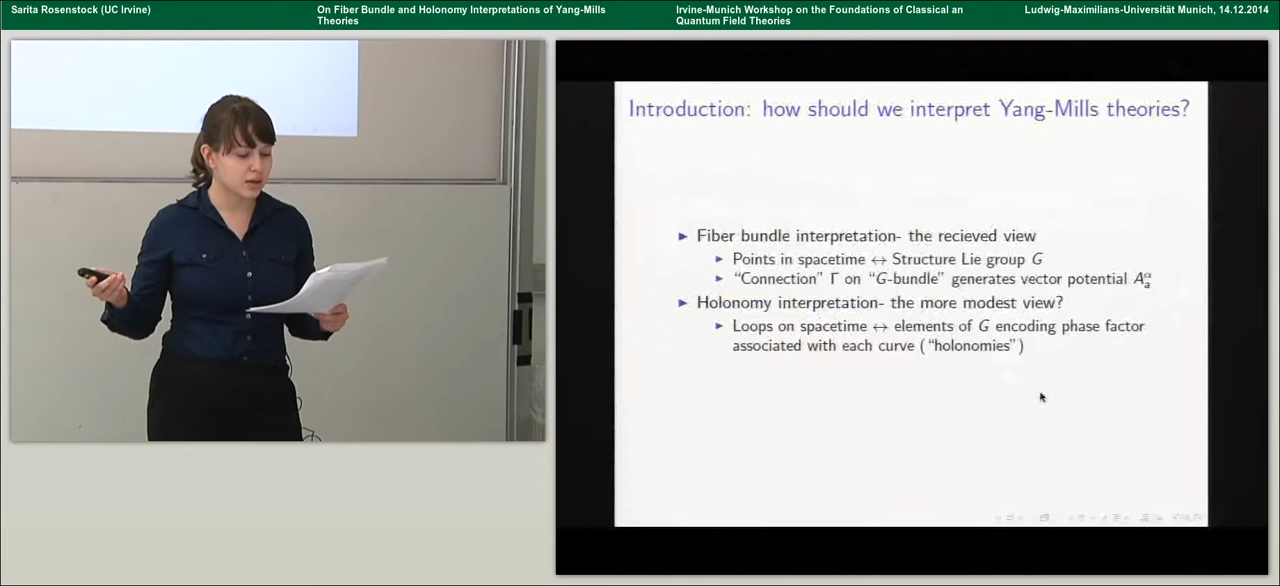 Sarita Rosenstock (UC Irvine)
On Fiber Bundle and Holonomy Interpretations of Yang-Mills
Theories
Irvine-Munich Workshop on the Foundations of Classical an
Quantum Field Theories
Ludwig-Maximilians-Universität Munich, 14.12.2014
Introduction: how should we interpret Yang-Mills theories?
► Fiber bundle interpretation- the recieved view
► Points in spacetime ↔ Structure Lie group G
► “Connection” Γ on “G-bundle” generates vector potential Aᵅₐ
► Holonomy interpretation- the more modest view?
► Loops on spacetime ↔ elements of G encoding phase factor
associated with each curve (“holonomies”)